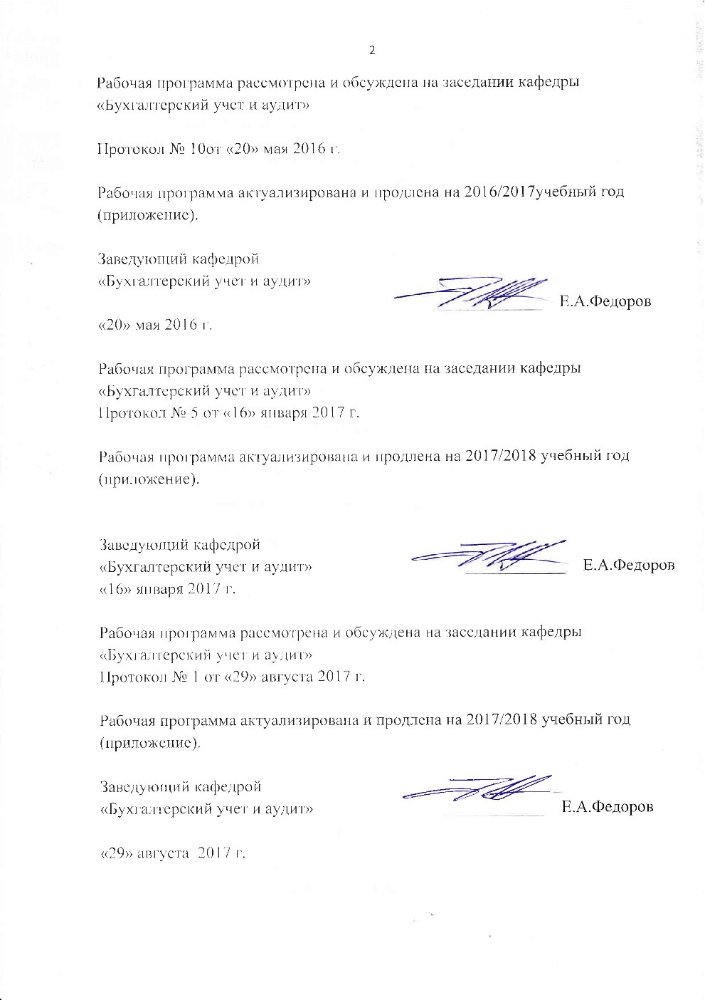 2
Рабочая программа рассмотрена и обсуждена на заседании кафедры
«Бухгалтерский учет и аудит»
Протокол № 10от «20» мая 2016 г.
Рабочая программа актуализирована и продлена на 2016/2017учебный год
(приложение).
Заведующий кафедрой
«Бухгалтерский учет и аудит»
Е.А.Федоров
«20» мая 2016 г.
Рабочая программа рассмотрена и обсуждена на заседании кафедры
«Бухгалтерский учет и аудит»
Протокол № 5 от «16» января 2017 г.
Рабочая программа актуализирована и продлена на 2017/2018 учебный год
(приложение).
Заведующий кафедрой
«Бухгалтерский учет и аудит»
Е.А.Федоров
«16» января 2017 г.
Рабочая программа рассмотрена и обсуждена на заседании кафедры
«Бухгалтерский учет и аудит»
Протокол № 1 от «29» августа 2017 г.
Рабочая программа актуализирована и продлена на 2017/2018 учебный год
(приложение).
Заведующий кафедрой
«Бухгалтерский учет и аудит»
Е.А.Федоров
«29» августа 2017 г.